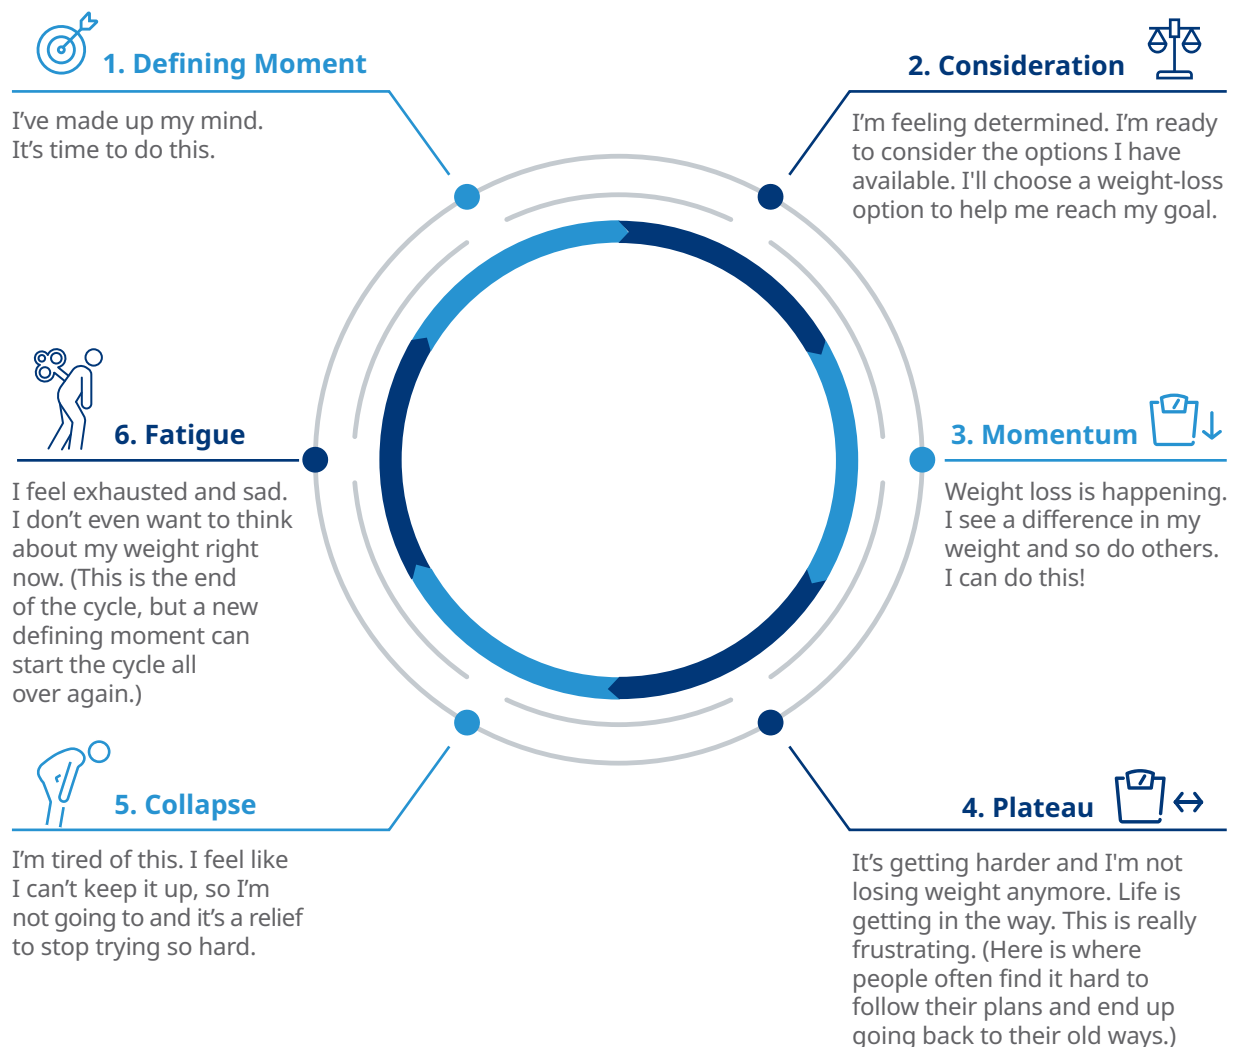 1. Defining Moment
I’ve made up my mind.
It’s time to do this.
2. Consideration
I’m feeling determined. I’m ready
to consider the options I have
available. I'll choose a weight-loss
option to help me reach my goal.
3. Momentum
Weight loss is happening.
I see a difference in my
weight and so do others.
I can do this!
4. Plateau
It’s getting harder and I'm not
losing weight anymore. Life is
getting in the way. This is really
frustrating. (Here is where
people often find it hard to
follow their plans and end up
going back to their old ways.)
5. Collapse
I’m tired of this. I feel like
I can’t keep it up, so I’m
not going to and it’s a relief
to stop trying so hard.
6. Fatigue
I feel exhausted and sad.
I don’t even want to think
about my weight right
now. (This is the end
of the cycle, but a new
defining moment can
start the cycle all
over again.)